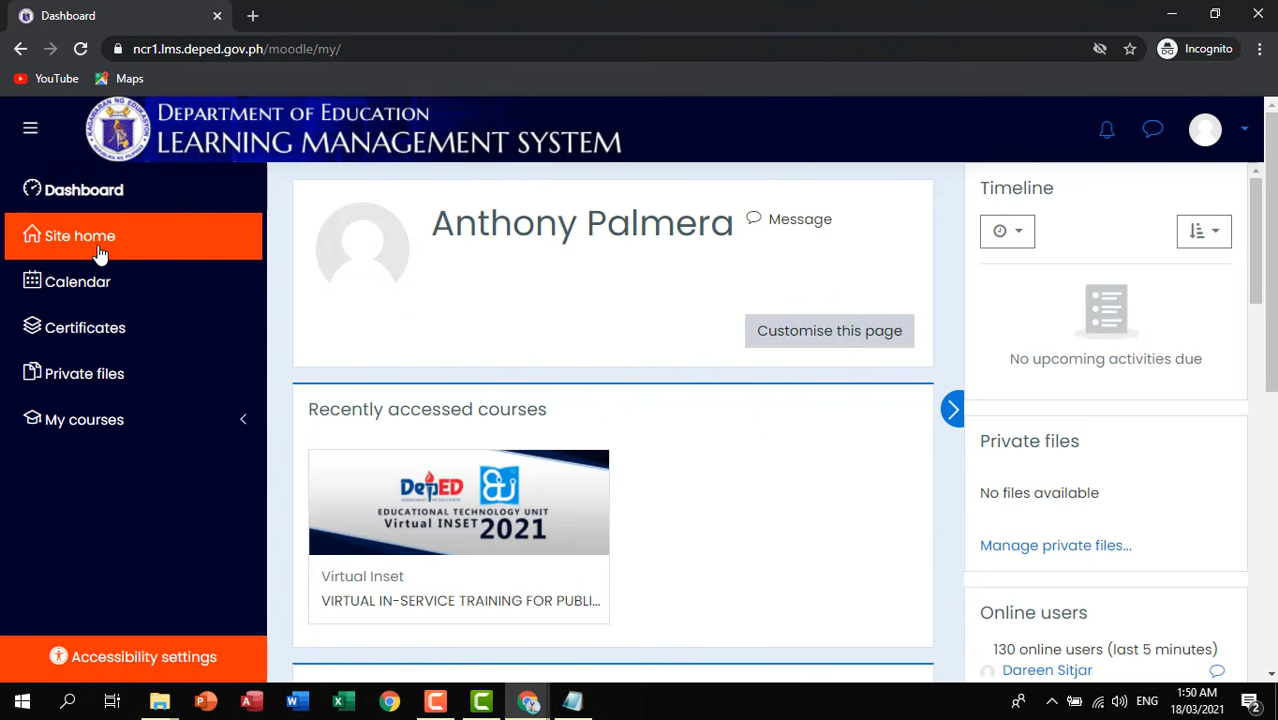 Dashboard
Incognito
ncr1.lms.deped.gov.ph/moodle/my/
YouTube
Maps
DEPARTMENT OF EDUCATION
LEARNING MANAGEMENT SYSTEM
Dashboard
Site home
Calendar
Certificates
Private files
My courses
Accessibility settings
Anthony Palmera
Message
Customise this page
Recently accessed courses
DepED
DEPARTMENT OF EDUCATION
EDUCATIONAL TECHNOLOGY UNIT
Virtual INSET 2021
Virtual Inset
VIRTUAL IN-SERVICE TRAINING FOR PUBLI...
Timeline
No upcoming activities due
Private files
No files available
Manage private files...
Online users
130 online users (last 5 minutes)
Dareen Sitjar
ENG
1:50 AM
18/03/2021
2